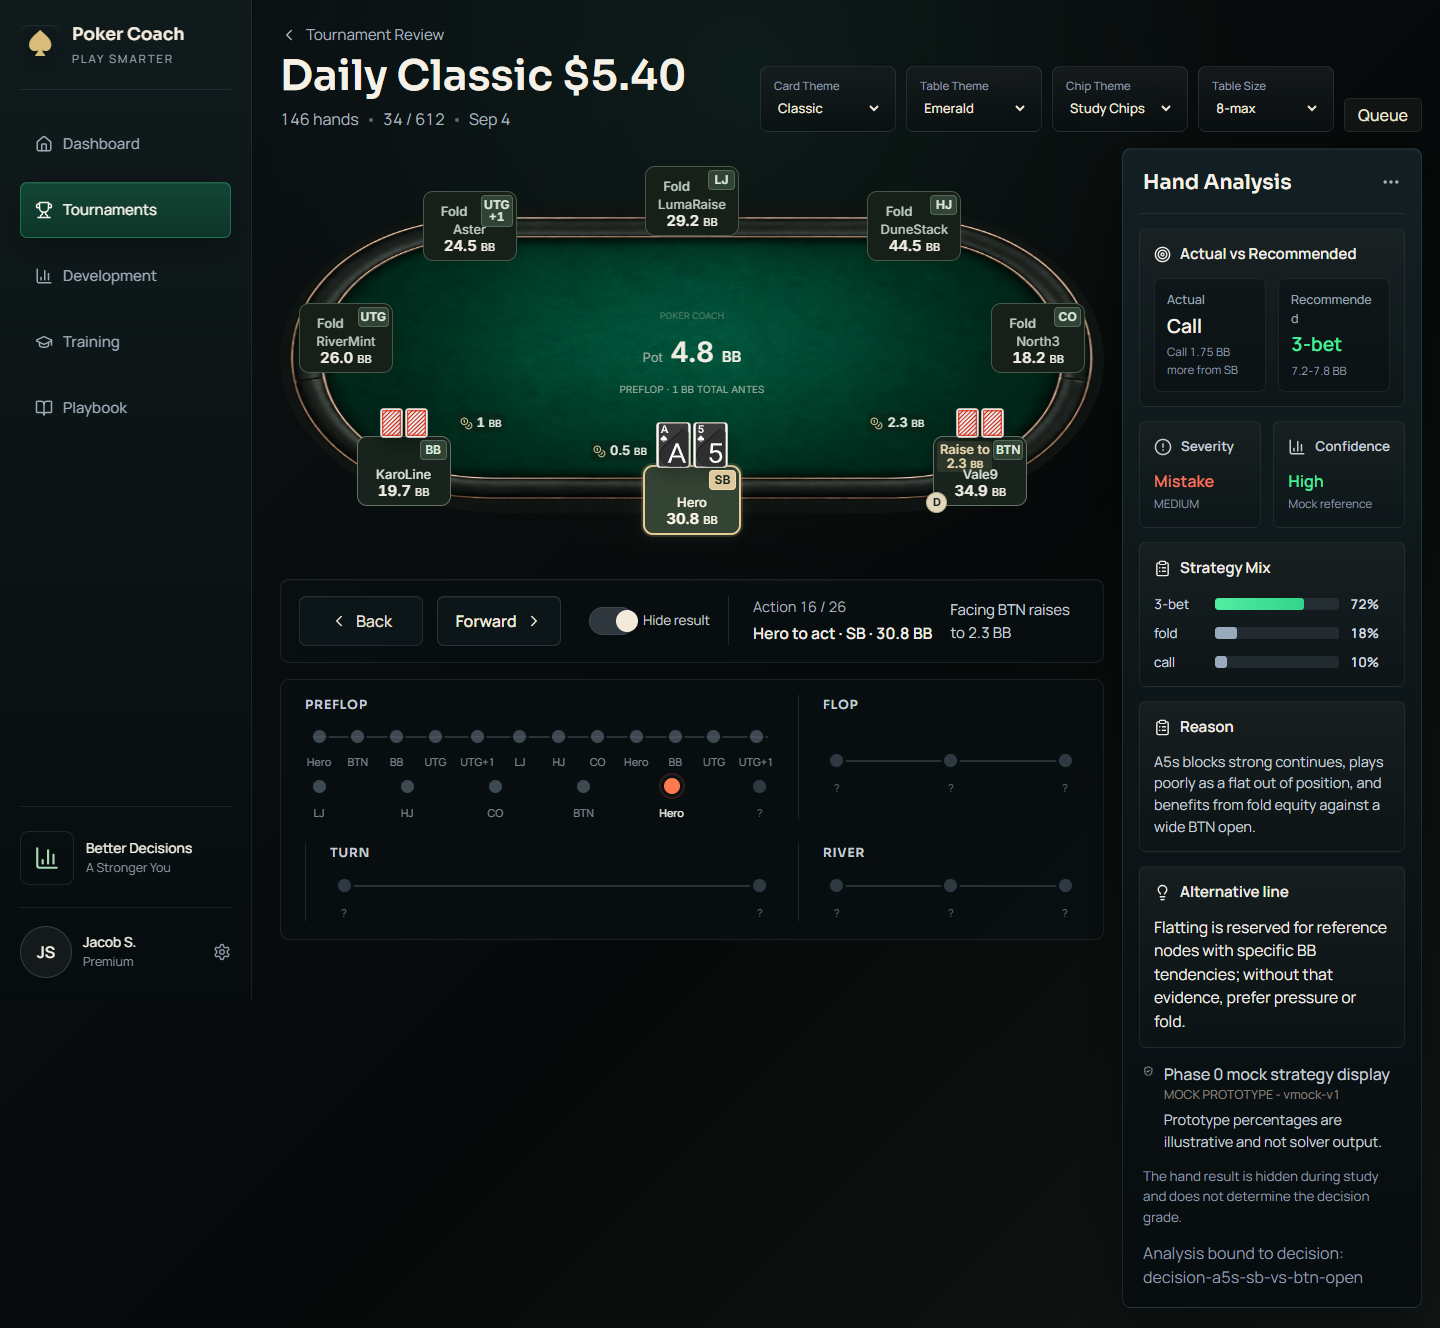 Poker Coach
PLAY SMARTER
Dashboard
Tournaments
Development
Training
Playbook
Better Decisions
A Stronger You
JS
Jacob S.
Premium
Tournament Review
Daily Classic $5.40
146 hands • 34 / 612 • Sep 4
Card Theme
Classic
Table Theme
Emerald
Chip Theme
Study Chips
Table Size
8-max
Queue
Fold
LJ
LumaRaise
29.2 BB
Fold
UTG
+1
Aster
24.5 BB
Fold
HJ
DuneStack
44.5 BB
Fold
UTG
RiverMint
26.0 BB
Fold
CO
North3
18.2 BB
POKER COACH
Pot 4.8 BB
PREFLOP · 1 BB TOTAL ANTES
1 BB
BB
KaroLine
19.7 BB
0.5 BB
A
A
5
5
SB
Hero
30.8 BB
2.3 BB
Raise to
2.3 BB
BTN
Vale9
34.9 BB
D
Back
Forward
Hide result
Action 16 / 26
Hero to act · SB · 30.8 BB
Facing BTN raises
to 2.3 BB
PREFLOP
Hero BTN BB UTG UTG+1 LJ HJ CO Hero BB UTG UTG+1
LJ HJ CO BTN Hero ?
FLOP
? ? ?
TURN
? ?
RIVER
? ? ?
Hand Analysis
Actual vs Recommended
Actual
Call
Call 1.75 BB
more from SB
Recommende
d
3-bet
7.2-7.8 BB
Severity
Mistake
MEDIUM
Confidence
High
Mock reference
Strategy Mix
3-bet 72%
fold 18%
call 10%
Reason
A5s blocks strong continues, plays
poorly as a flat out of position, and
benefits from fold equity against a
wide BTN open.
Alternative line
Flatting is reserved for reference
nodes with specific BB
tendencies; without that
evidence, prefer pressure or
fold.
Phase 0 mock strategy display
MOCK PROTOTYPE - vmock-v1
Prototype percentages are
illustrative and not solver output.
The hand result is hidden during study
and does not determine the decision
grade.
Analysis bound to decision:
decision-a5s-sb-vs-btn-open